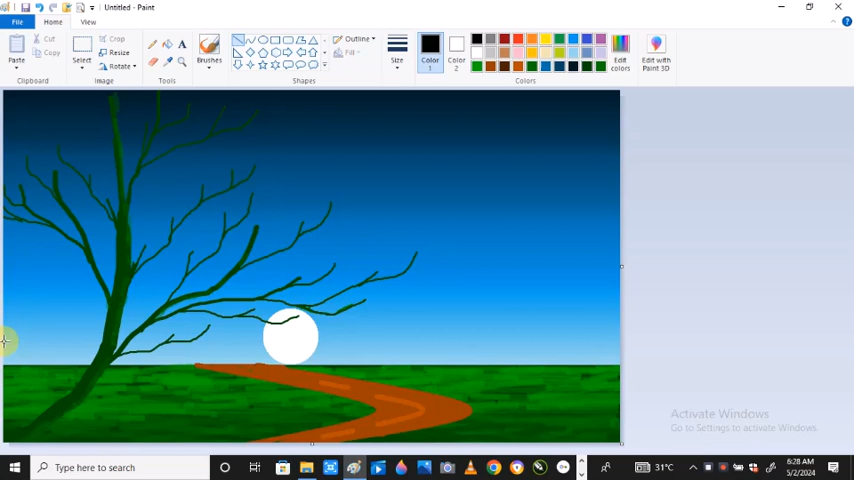 Untitled - Paint
File
Home
View
Paste
Cut
Copy
Clipboard
Select
Crop
Resize
Rotate
Image
A
Tools
Brushes
Outline
Fill
Shapes
Size
Color
1
Color
2
Edit
colors
Colors
Edit with
Paint 3D
Activate Windows
Go to Settings to activate Windows.
Type here to search
31°C
6:28 AM
5/2/2024